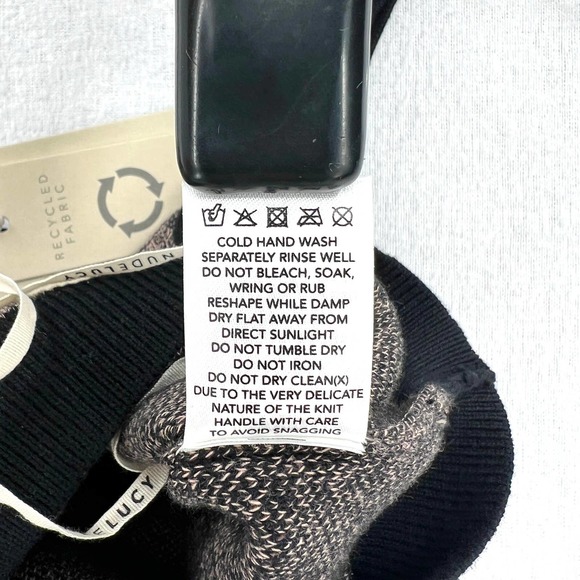 RECYCLED
FABRIC
NUDELUCY
COLD HAND WASH
SEPARATELY RINSE WELL
DO NOT BLEACH, SOAK,
WRING OR RUB
RESHAPE WHILE DAMP
DRY FLAT AWAY FROM
DIRECT SUNLIGHT
DO NOT TUMBLE DRY
DO NOT IRON
DO NOT DRY CLEAN(X)
DUE TO THE VERY DELICATE
NATURE OF THE KNIT
HANDLE WITH CARE
TO AVOID SNAGGING
DELUCY